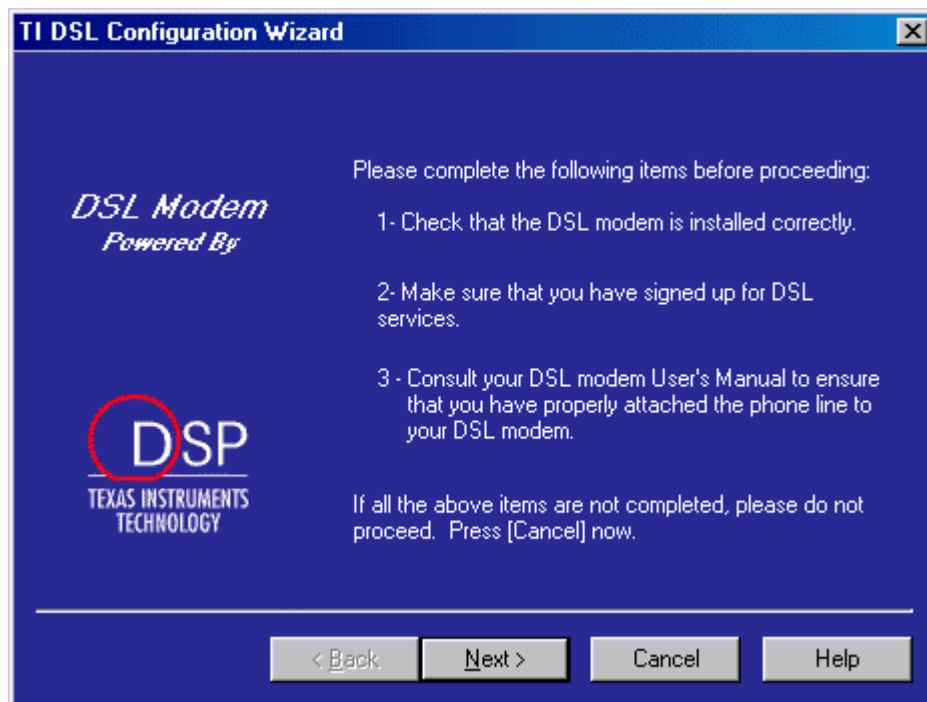 TI DSL Configuration Wizard
DSL Modem
Powered By
DSP
TEXAS INSTRUMENTS
TECHNOLOGY
Please complete the following items before proceeding:
1- Check that the DSL modem is installed correctly.
2- Make sure that you have signed up for DSL
services.
3 - Consult your DSL modem User's Manual to ensure
that you have properly attached the phone line to
your DSL modem.
If all the above items are not completed, please do not
proceed.  Press [Cancel] now.
< Back
Next >
Cancel
Help